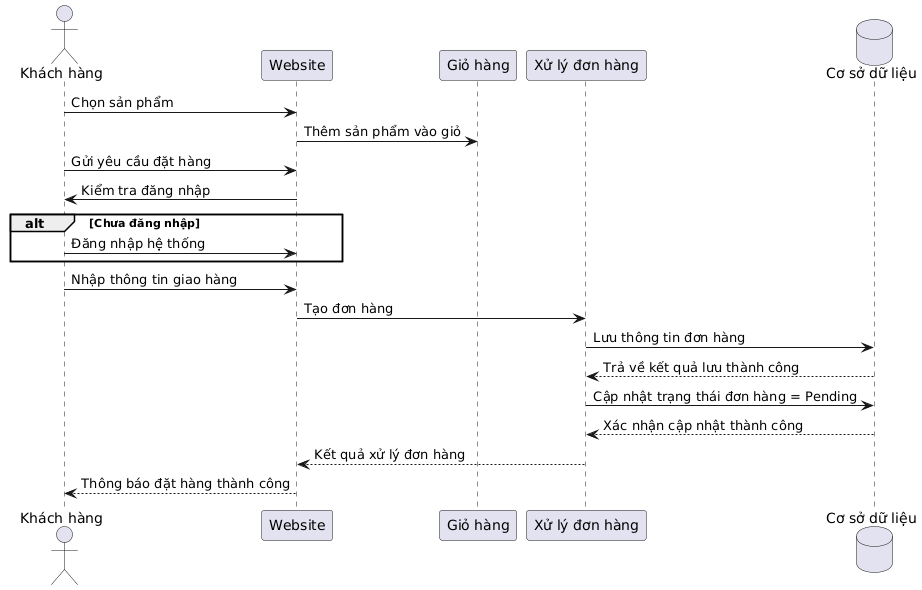 Khách hàng
Website
Giỏ hàng
Xử lý đơn hàng
Cơ sở dữ liệu
Chọn sản phẩm
Thêm sản phẩm vào giỏ
Gửi yêu cầu đặt hàng
Kiểm tra đăng nhập
alt [Chưa đăng nhập]
Đăng nhập hệ thống
Nhập thông tin giao hàng
Tạo đơn hàng
Lưu thông tin đơn hàng
Trả về kết quả lưu thành công
Cập nhật trạng thái đơn hàng = Pending
Xác nhận cập nhật thành công
Kết quả xử lý đơn hàng
Thông báo đặt hàng thành công
Khách hàng
Website
Giỏ hàng
Xử lý đơn hàng
Cơ sở dữ liệu